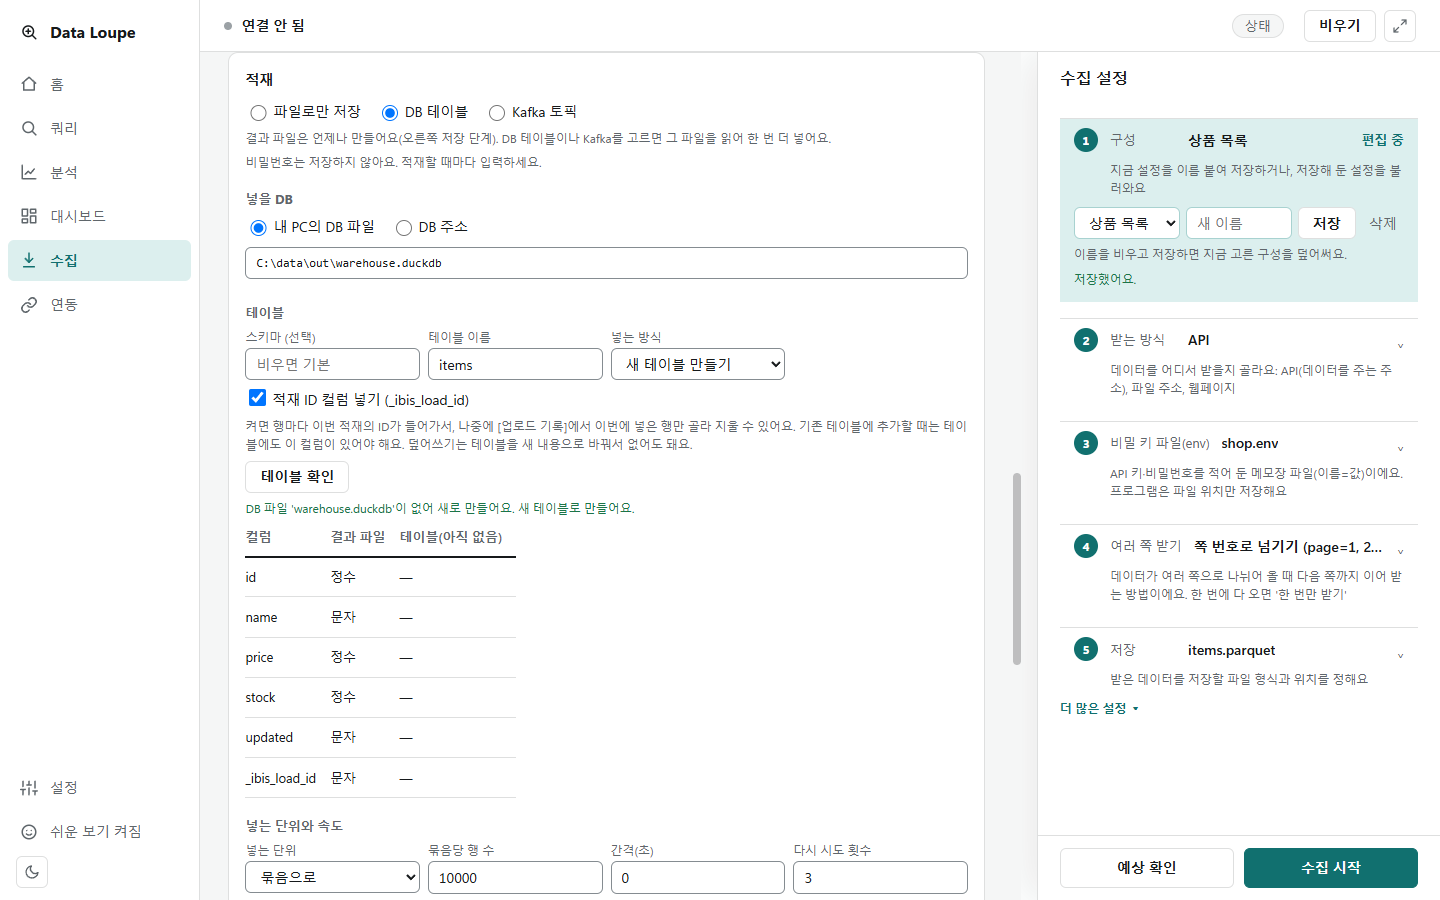 Data Loupe
홈
쿼리
분석
대시보드
수집
연동
설정
쉬운 보기 켜짐
연결 안 됨
상태
비우기
적재
파일로만 저장
DB 테이블
Kafka 토픽
결과 파일은 언제나 만들어요(오른쪽 저장 단계). DB 테이블이나 Kafka를 고르면 그 파일을 읽어 한 번 더 넣어요.
비밀번호는 저장하지 않아요. 적재할 때마다 입력하세요.
넣을 DB
내 PC의 DB 파일
DB 주소
C:\data\out\warehouse.duckdb
테이블
스키마 (선택)
테이블 이름
넣는 방식
비우면 기본
items
새 테이블 만들기
적재 ID 컬럼 넣기 (_ibis_load_id)
켜면 행마다 이번 적재의 ID가 들어가서, 나중에 [업로드 기록]에서 이번에 넣은 행만 골라 지울 수 있어요. 기존 테이블에 추가할 때는 테이
블에도 이 컬럼이 있어야 해요. 덮어쓰기는 테이블을 새 내용으로 바꿔서 없어도 돼요.
테이블 확인
DB 파일 'warehouse.duckdb'이 없어 새로 만들어요. 새 테이블로 만들어요.
컬럼 결과 파일 테이블(아직 없음)
id 정수 —
name 문자 —
price 정수 —
stock 정수 —
updated 문자 —
_ibis_load_id 문자 —
넣는 단위와 속도
넣는 단위
묶음당 행 수
간격(초)
다시 시도 횟수
묶음으로
10000
0
3
수집 설정
1 구성 상품 목록 편집 중
지금 설정을 이름 붙여 저장하거나, 저장해 둔 설정을 불
러와요
상품 목록
새 이름
저장
삭제
이름을 비우고 저장하면 지금 고른 구성을 덮어써요.
저장했어요.
2 받는 방식 API
데이터를 어디서 받을지 골라요: API(데이터를 주는 주
소), 파일 주소, 웹페이지
3 비밀 키 파일(env) shop.env
API 키·비밀번호를 적어 둔 메모장 파일(이름=값)이에요.
프로그램은 파일 위치만 저장해요
4 여러 쪽 받기 쪽 번호로 넘기기 (page=1, 2...
데이터가 여러 쪽으로 나뉘어 올 때 다음 쪽까지 이어 받
는 방법이에요. 한 번에 다 오면 '한 번만 받기'
5 저장 items.parquet
받은 데이터를 저장할 파일 형식과 위치를 정해요
더 많은 설정
예상 확인
수집 시작